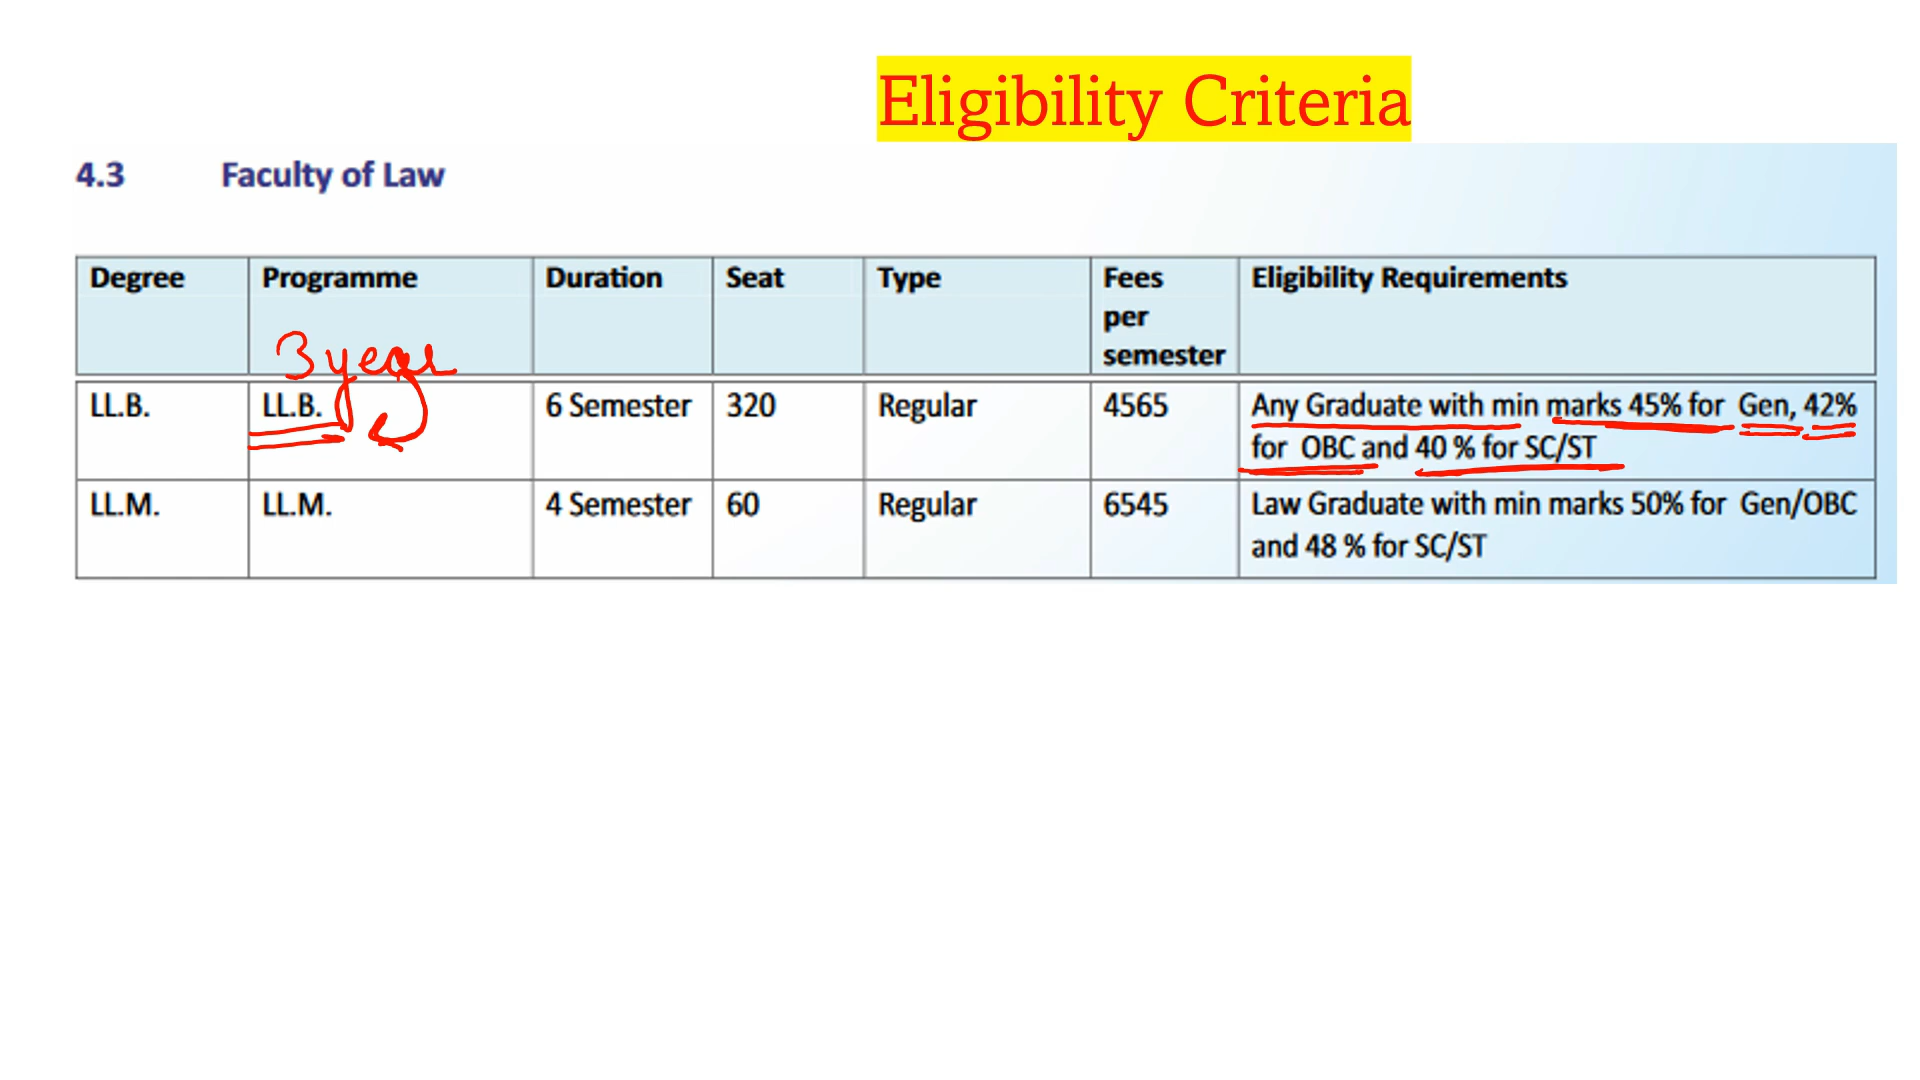 Eligibility Criteria
4.3 Faculty of Law
Degree Programme Duration Seat Type Fees per semester Eligibility Requirements
3 year
LL.B. LL.B. 6 Semester 320 Regular 4565 Any Graduate with min marks 45% for Gen, 42%
for OBC and 40 % for SC/ST
LL.M. LL.M. 4 Semester 60 Regular 6545 Law Graduate with min marks 50% for Gen/OBC
and 48 % for SC/ST